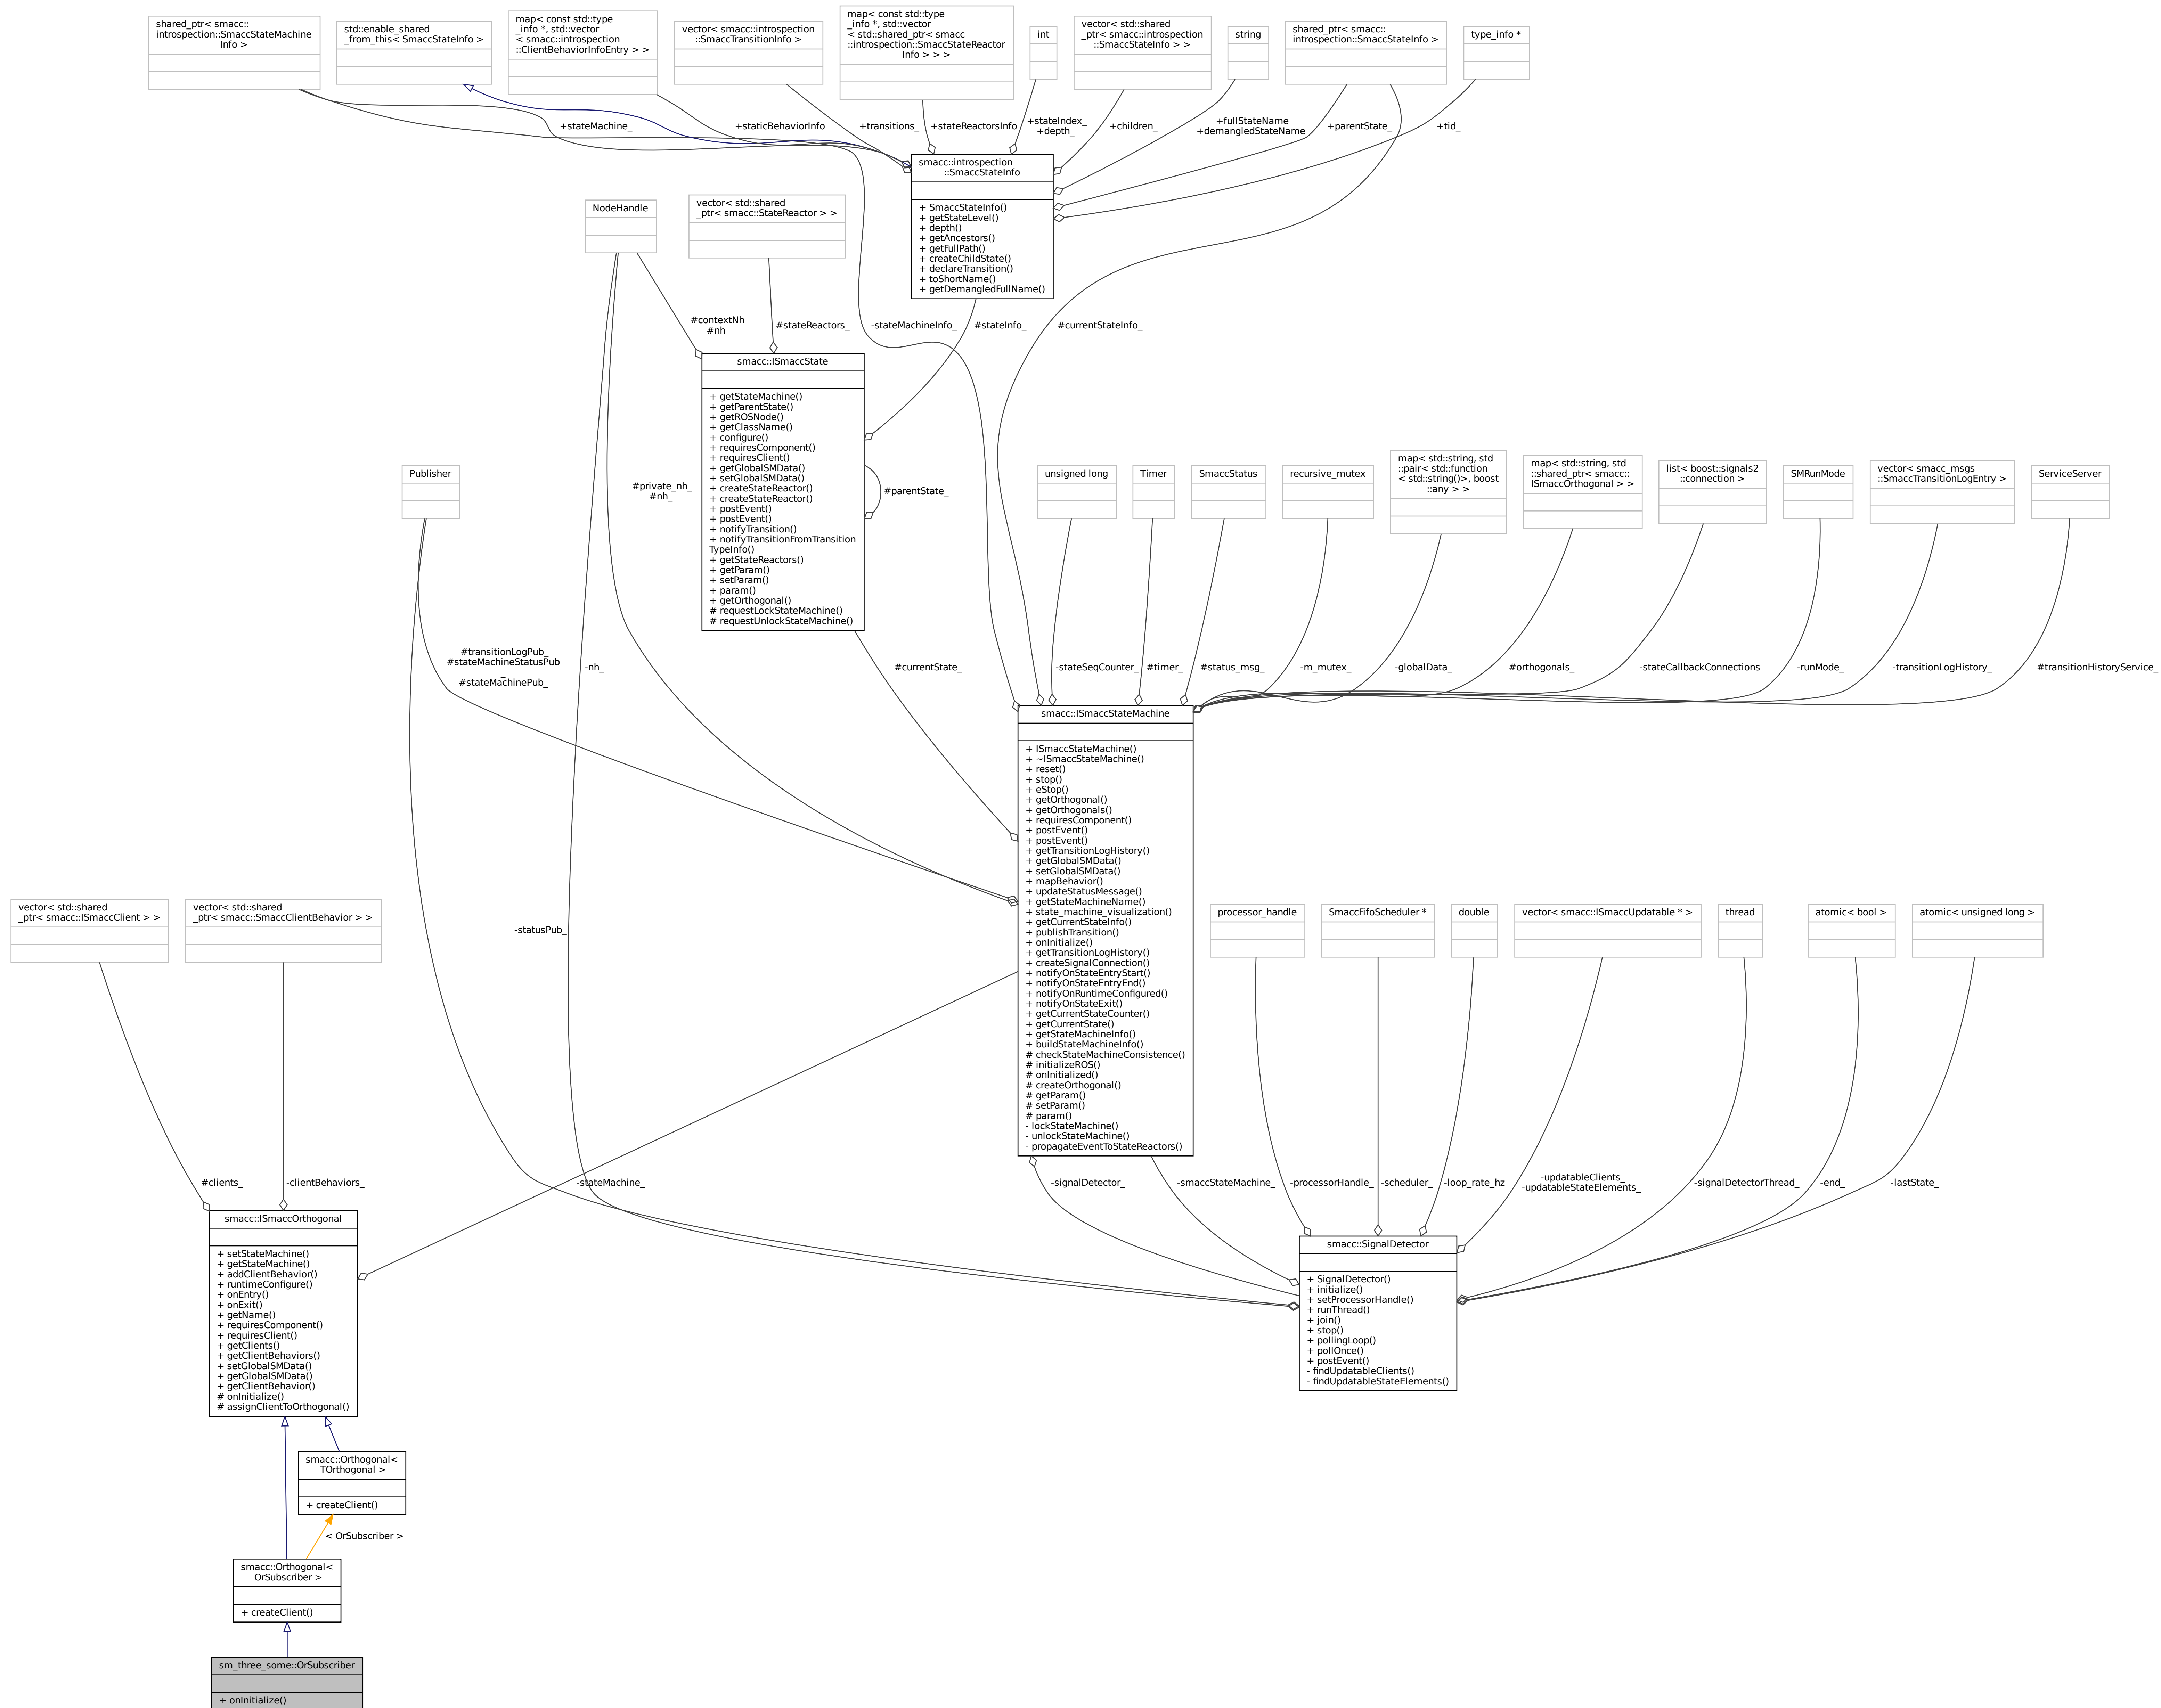 shared_ptr< smacc::
introspection::SmaccStateMachine
Info >
std::enable_shared
_from_this< SmaccStateInfo >
map< const std::type
_info *, std::vector
< smacc::introspection
::ClientBehaviorInfoEntry > >
vector< smacc::introspection
::SmaccTransitionInfo >
map< const std::type
_info *, std::vector
< std::shared_ptr< smacc
::introspection::SmaccStateReactor
Info > > >
int
vector< std::shared
_ptr< smacc::introspection
::SmaccStateInfo > >
string
shared_ptr< smacc::
introspection::SmaccStateInfo >
type_info *
+stateMachine_
+staticBehaviorInfo
+transitions_
+stateReactorsInfo
+stateIndex_
+depth_
+children_
+fullStateName
+demangledStateName
+parentState_
+tid_
smacc::introspection
::SmaccStateInfo
+ SmaccStateInfo()
+ getStateLevel()
+ depth()
+ getAncestors()
+ getFullPath()
+ createChildState()
+ declareTransition()
+ toShortName()
+ getDemangledFullName()
NodeHandle
vector< std::shared
_ptr< smacc::StateReactor > >
#contextNh
#nh
#stateReactors_
-stateMachineInfo_
#stateInfo_
#currentStateInfo_
smacc::ISmaccState
+ getStateMachine()
+ getParentState()
+ getROSNode()
+ getClassName()
+ configure()
+ requiresComponent()
+ requiresClient()
+ getGlobalSMData()
+ setGlobalSMData()
+ createStateReactor()
+ createStateReactor()
+ postEvent()
+ postEvent()
+ notifyTransition()
+ notifyTransitionFromTransition
TypeInfo()
+ getStateReactors()
+ getParam()
+ setParam()
+ param()
+ getOrthogonal()
# requestLockStateMachine()
# requestUnlockStateMachine()
#parentState_
#private_nh_
#nh_
Publisher
unsigned long
Timer
SmaccStatus
recursive_mutex
map< std::string, std
::pair< std::function
< std::string()>, boost
::any > >
map< std::string, std
::shared_ptr< smacc::
ISmaccOrthogonal > >
list< boost::signals2
::connection >
SMRunMode
vector< smacc_msgs
::SmaccTransitionLogEntry >
ServiceServer
#transitionLogPub_
#stateMachineStatusPub
_
#stateMachinePub_
-nh_
#currentState_
-stateSeqCounter_
#timer_
#status_msg_
-m_mutex_
-globalData_
#orthogonals_
-stateCallbackConnections
-runMode_
-transitionLogHistory_
#transitionHistoryService_
smacc::ISmaccStateMachine
+ ISmaccStateMachine()
+ ~ISmaccStateMachine()
+ reset()
+ stop()
+ eStop()
+ getOrthogonal()
+ getOrthogonals()
+ requiresComponent()
+ postEvent()
+ postEvent()
+ getTransitionLogHistory()
+ getGlobalSMData()
+ setGlobalSMData()
+ mapBehavior()
+ updateStatusMessage()
+ getStateMachineName()
+ state_machine_visualization()
+ getCurrentStateInfo()
+ publishTransition()
+ onInitialize()
+ getTransitionLogHistory()
+ createSignalConnection()
+ notifyOnStateEntryStart()
+ notifyOnStateEntryEnd()
+ notifyOnRuntimeConfigured()
+ notifyOnStateExit()
+ getCurrentStateCounter()
+ getCurrentState()
+ getStateMachineInfo()
+ buildStateMachineInfo()
# checkStateMachineConsistence()
# initializeROS()
# onInitialized()
# createOrthogonal()
# getParam()
# setParam()
# param()
- lockStateMachine()
- unlockStateMachine()
- propagateEventToStateReactors()
vector< std::shared
_ptr< smacc::ISmaccClient > >
vector< std::shared
_ptr< smacc::SmaccClientBehavior > >
-statusPub_
processor_handle
SmaccFifoScheduler *
double
vector< smacc::ISmaccUpdatable * >
thread
atomic< bool >
atomic< unsigned long >
#clients_
-clientBehaviors_
-stateMachine_
-signalDetector_
-smaccStateMachine_
-processorHandle_
-scheduler_
-loop_rate_hz
-updatableClients_
-updatableStateElements_
-signalDetectorThread_
-end_
-lastState_
smacc::ISmaccOrthogonal
+ setStateMachine()
+ getStateMachine()
+ addClientBehavior()
+ runtimeConfigure()
+ onEntry()
+ onExit()
+ getName()
+ requiresComponent()
+ requiresClient()
+ getClients()
+ getClientBehaviors()
+ setGlobalSMData()
+ getGlobalSMData()
+ getClientBehavior()
# onInitialize()
# assignClientToOrthogonal()
smacc::SignalDetector
+ SignalDetector()
+ initialize()
+ setProcessorHandle()
+ runThread()
+ join()
+ stop()
+ pollingLoop()
+ pollOnce()
+ postEvent()
- findUpdatableClients()
- findUpdatableStateElements()
smacc::Orthogonal<
TOrthogonal >
+ createClient()
< OrSubscriber >
smacc::Orthogonal<
OrSubscriber >
+ createClient()
sm_three_some::OrSubscriber
+ onInitialize()